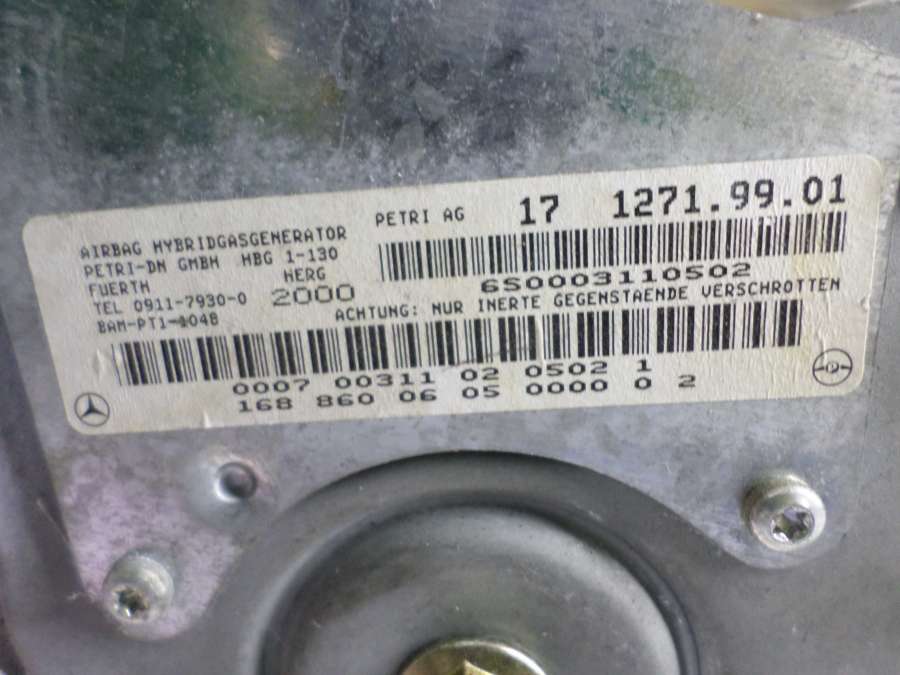 PETRI AG 17 1271.99.01
AIRBAG HYBRIDGASGENERATOR
PETRI-DN GMBH HBG 1-130
FUERTH HERG
6S0003110502
TEL 0911-7930-0 2000
ACHTUNG: NUR INERTE GEGENSTAENDE VERSCHROTTEN
BAM-PT1-1048
0007 00311 02 0502 1
168 860 06 05 0000 0 2